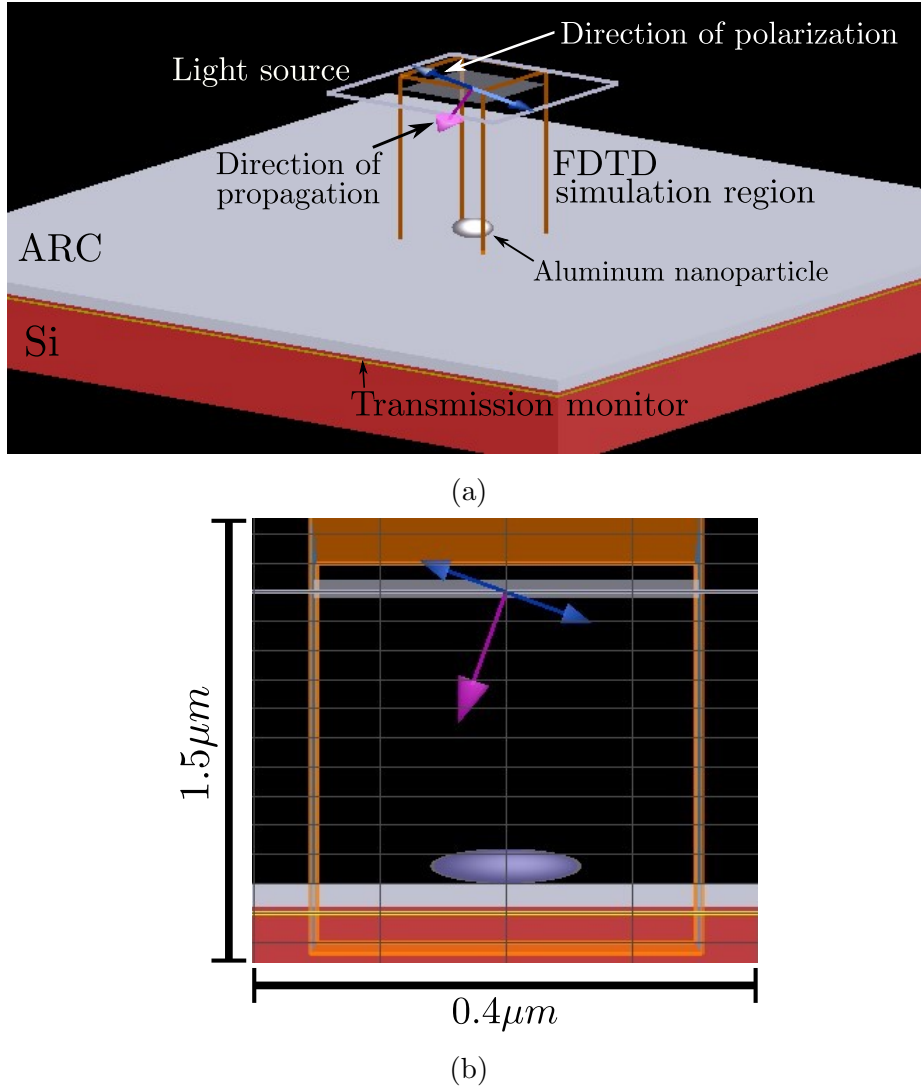 Direction of polarization
Light source
Direction of
propagation
FDTD
simulation region
ARC
Aluminum nanoparticle
Si
Transmission monitor
(a)
1.5μm
0.4μm
(b)